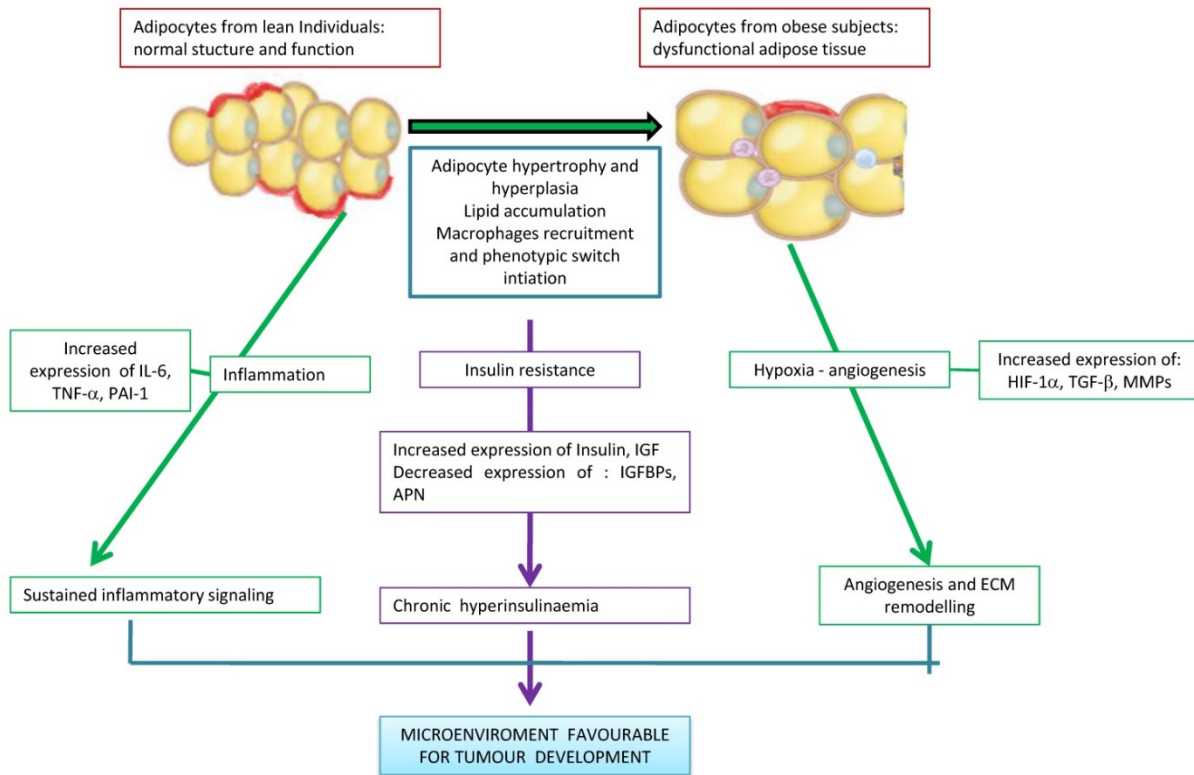 Adipocytes from lean Individuals:
normal stucture and function
Adipocytes from obese subjects:
dysfunctional adipose tissue
Adipocyte hypertrophy and
hyperplasia
Lipid accumulation
Macrophages recruitment
and phenotypic switch
intiation
Increased
expression of IL-6,
TNF-α, PAI-1
Inflammation
Insulin resistance
Hypoxia - angiogenesis
Increased expression of:
HIF-1α, TGF-β, MMPs
Increased expression of Insulin, IGF
Decreased expression of : IGFBPs,
APN
Sustained inflammatory signaling
Chronic hyperinsulinaemia
Angiogenesis and ECM
remodelling
MICROENVIROMENT FAVOURABLE
FOR TUMOUR DEVELOPMENT